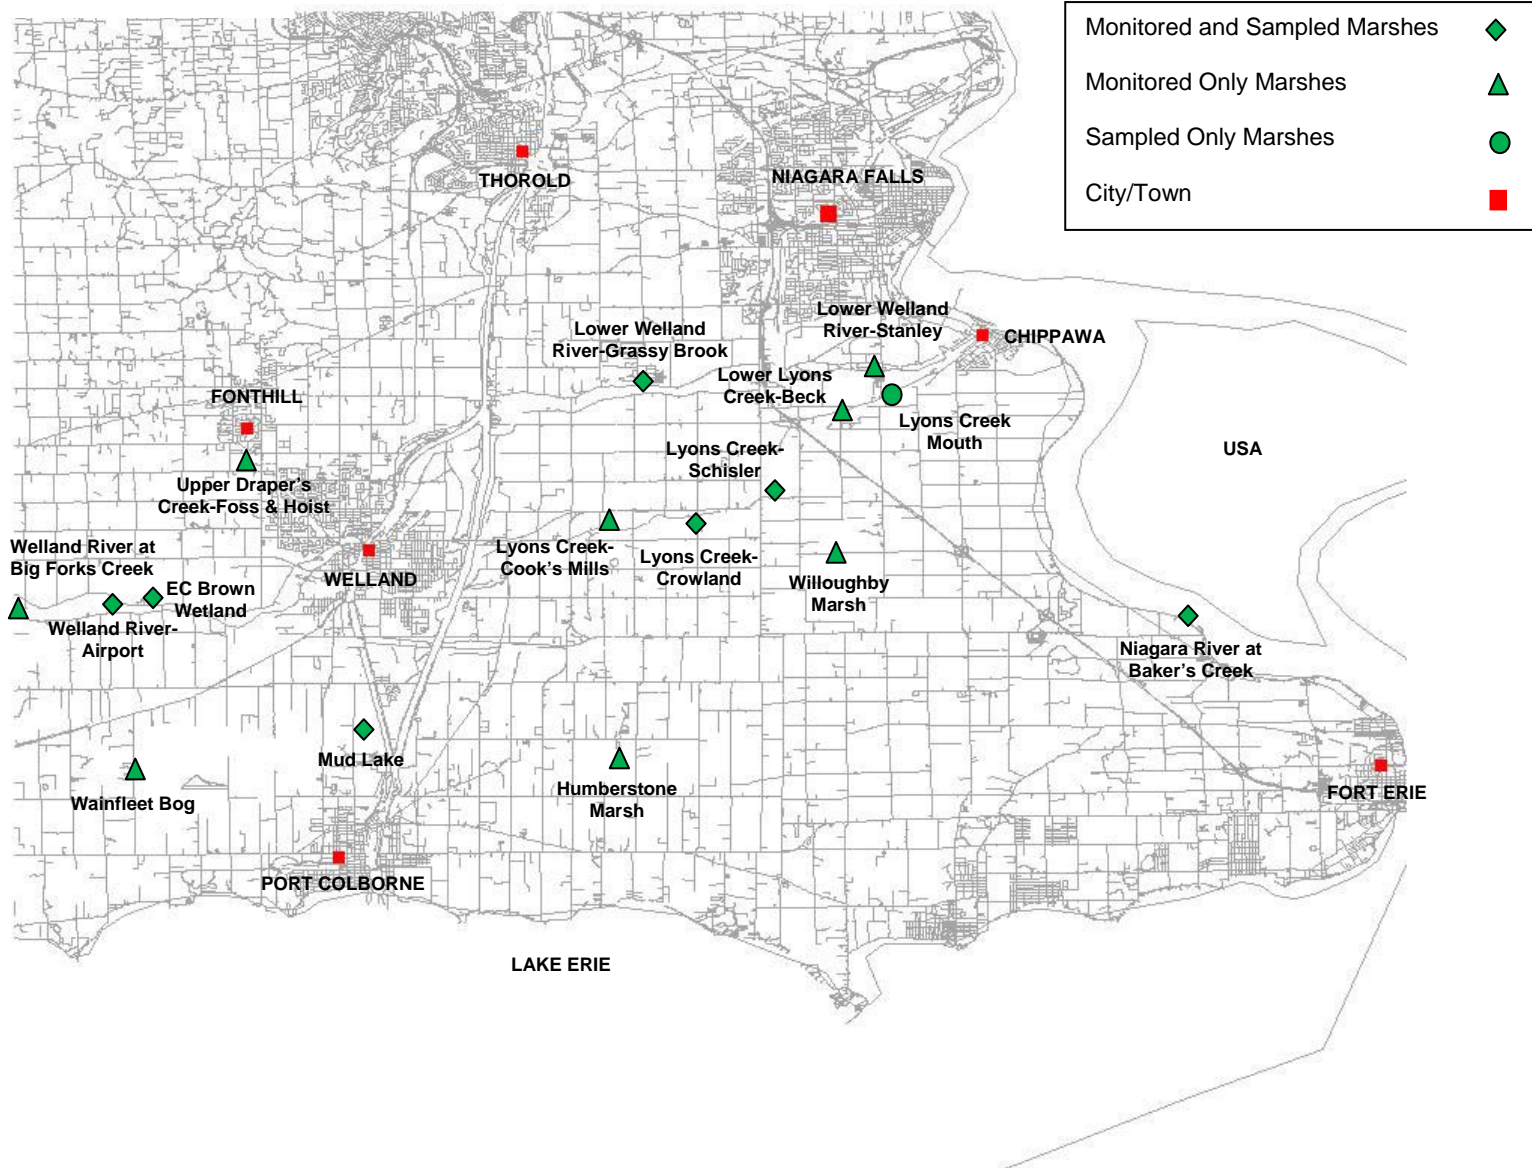 Monitored and Sampled Marshes
Monitored Only Marshes
Sampled Only Marshes
City/Town
THOROLD
NIAGARA FALLS
Lower Welland
River-Stanley
Lower Welland
River-Grassy Brook
CHIPPAWA
Lower Lyons
Creek-Beck
FONTHILL
Lyons Creek
Mouth
USA
Lyons Creek-
Schisler
Upper Draper's
Creek-Foss & Hoist
Welland River at
Big Forks Creek
Lyons Creek-
Cook's Mills
Lyons Creek-
Crowland
WELLAND
Willoughby
Marsh
EC Brown
Wetland
Welland River-
Airport
Niagara River at
Baker's Creek
Mud Lake
Wainfleet Bog
Humberstone
Marsh
FORT ERIE
PORT COLBORNE
LAKE ERIE